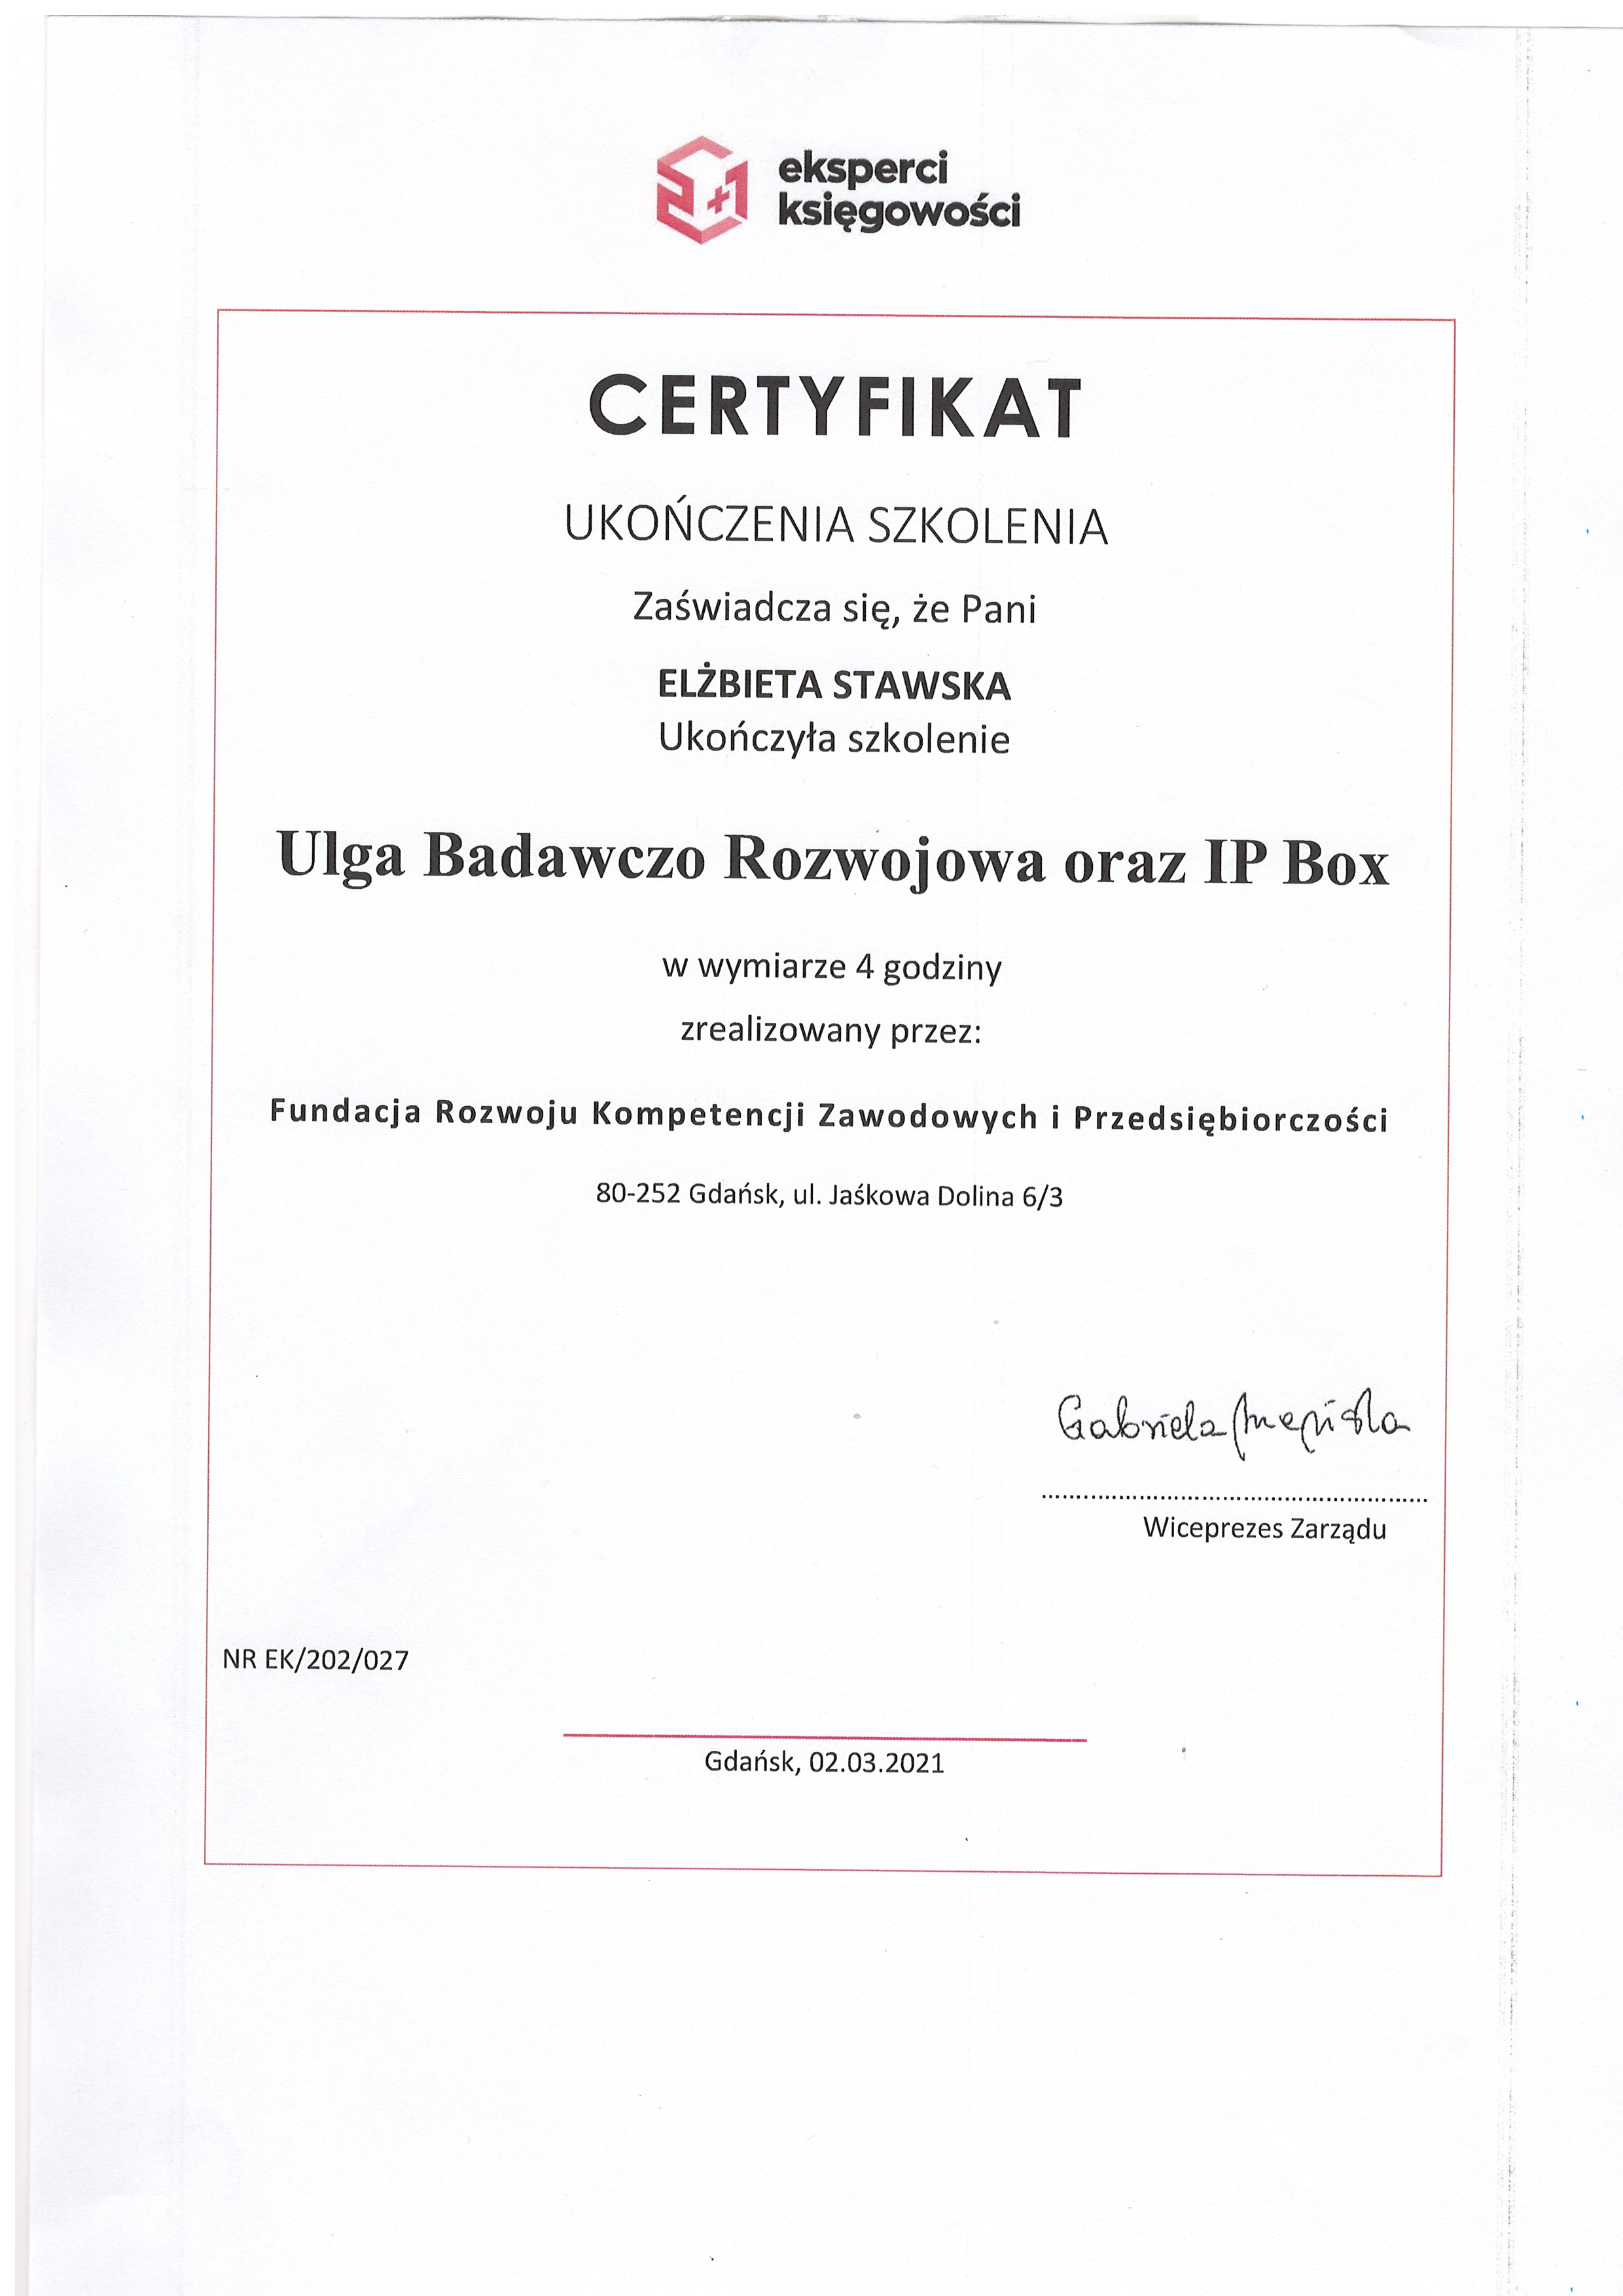 2+1
eksperci
księgowości
CERTYFIKAT
UKOŃCZENIA SZKOLENIA
Zaświadcza się, że Pani
ELŻBIETA STAWSKA
Ukończyła szkolenie
Ulga Badawczo Rozwojowa oraz IP Box
w wymiarze 4 godziny
zrealizowany przez:
Fundacja Rozwoju Kompetencji Zawodowych i Przedsiębiorczości
80-252 Gdańsk, ul. Jaśkowa Dolina 6/3
Gabriela
Wiceprezes Zarządu
NR EK/202/027
Gdańsk, 02.03.2021